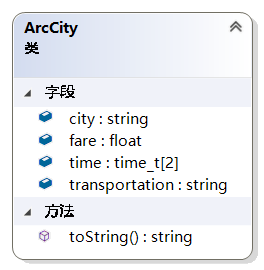 ArcCity
类
字段
city : string
fare : float
time : time_t[2]
transportation : string
方法
toString() : string